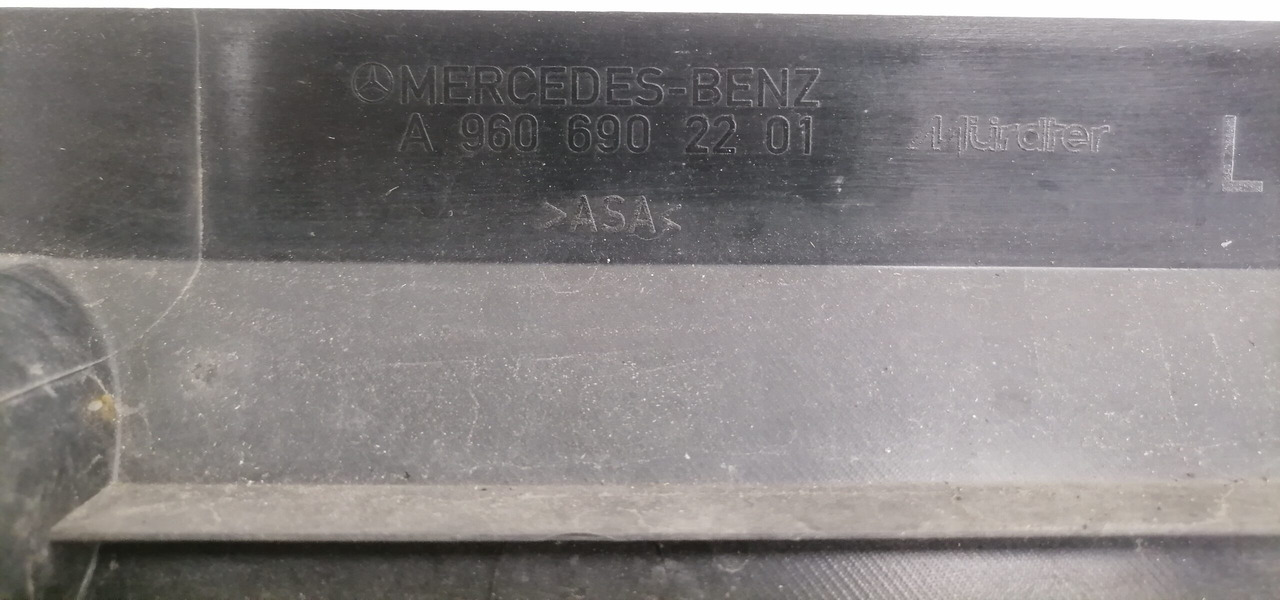 MERCEDES-BENZ
A 960 690 22 01
>ASA<
L